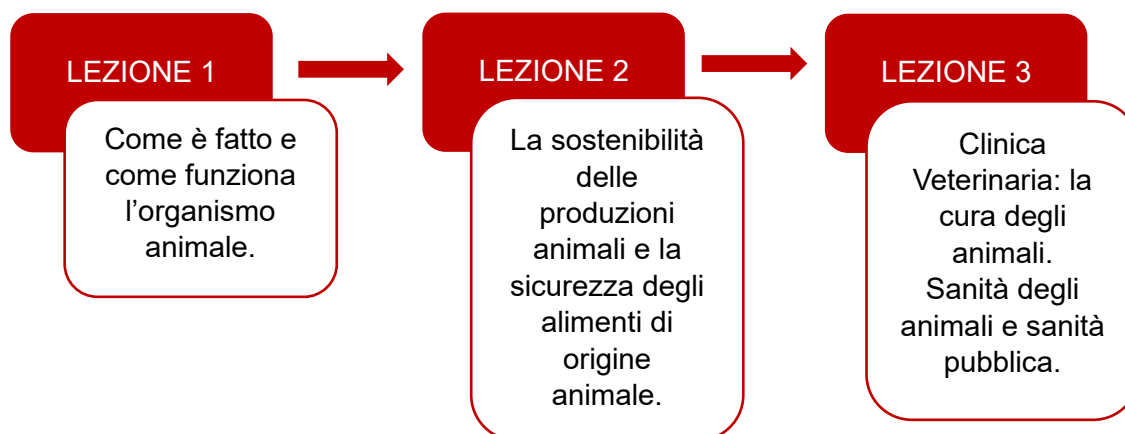 LEZIONE 1
Come è fatto e
come funziona
l’organismo
animale.
LEZIONE 2
La sostenibilità
delle
produzioni
animali e la
sicurezza degli
alimenti di
origine
animale.
LEZIONE 3
Clinica
Veterinaria: la
cura degli
animali.
Sanità degli
animali e sanità
pubblica.